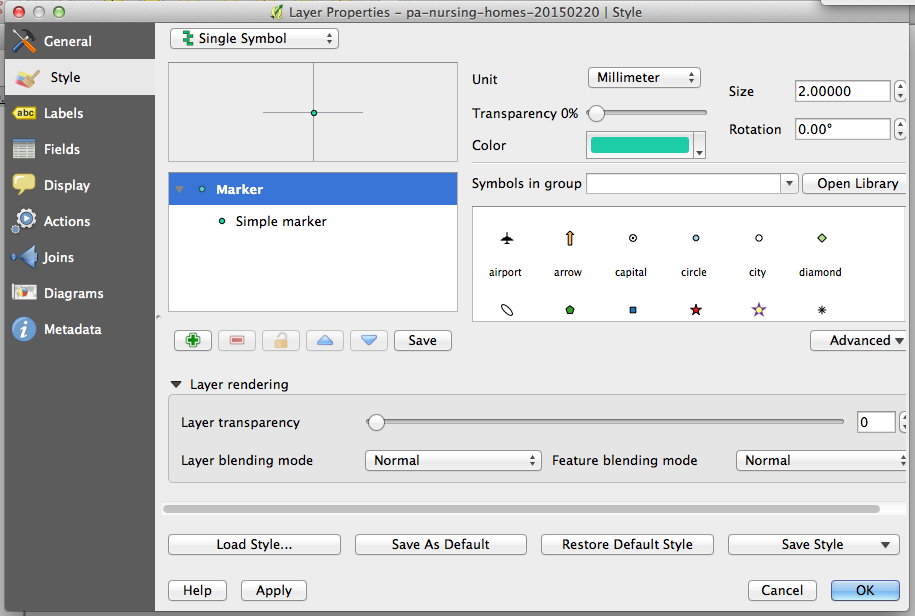 Layer Properties - pa-nursing-homes-20150220 | Style
General
Style
abc Labels
Fields
Display
Actions
Joins
Diagrams
Metadata
Single Symbol
Unit Millimeter
Transparency 0%
Color
Size 2.00000
Rotation 0.00°
Marker
Simple marker
Symbols in group
Open Library
airport arrow capital circle city diamond
Save
Advanced
Layer rendering
Layer transparency 0
Layer blending mode Normal Feature blending mode Normal
Load Style... Save As Default Restore Default Style Save Style
Help Apply Cancel OK